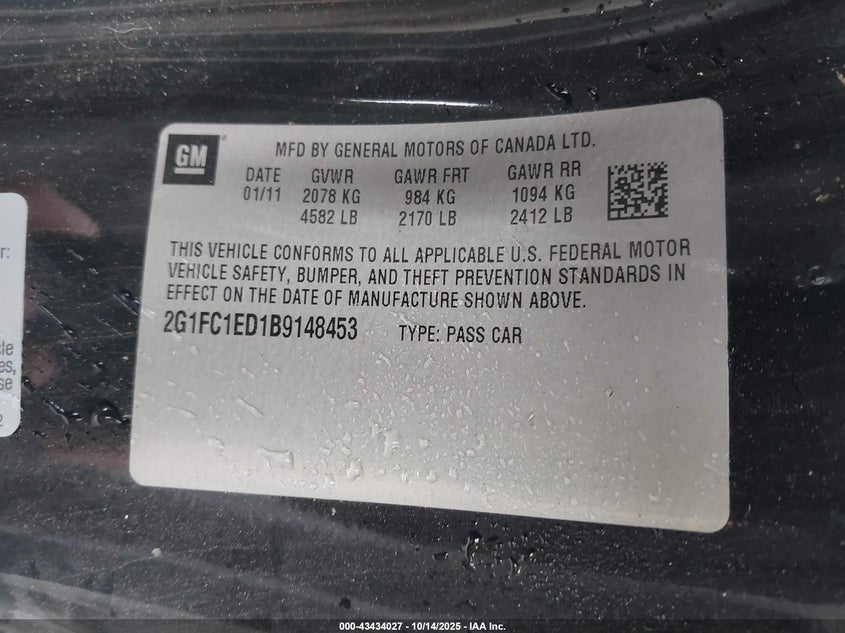 GM
MFD BY GENERAL MOTORS OF CANADA LTD.
DATE GVWR GAWR FRT GAWR RR
01/11 2078 KG 984 KG 1094 KG
4582 LB 2170 LB 2412 LB
THIS VEHICLE CONFORMS TO ALL APPLICABLE U.S. FEDERAL MOTOR
VEHICLE SAFETY, BUMPER, AND THEFT PREVENTION STANDARDS IN
EFFECT ON THE DATE OF MANUFACTURE SHOWN ABOVE.
2G1FC1ED1B9148453 TYPE: PASS CAR
000-43434027 - 10/14/2025 - IAA Inc.